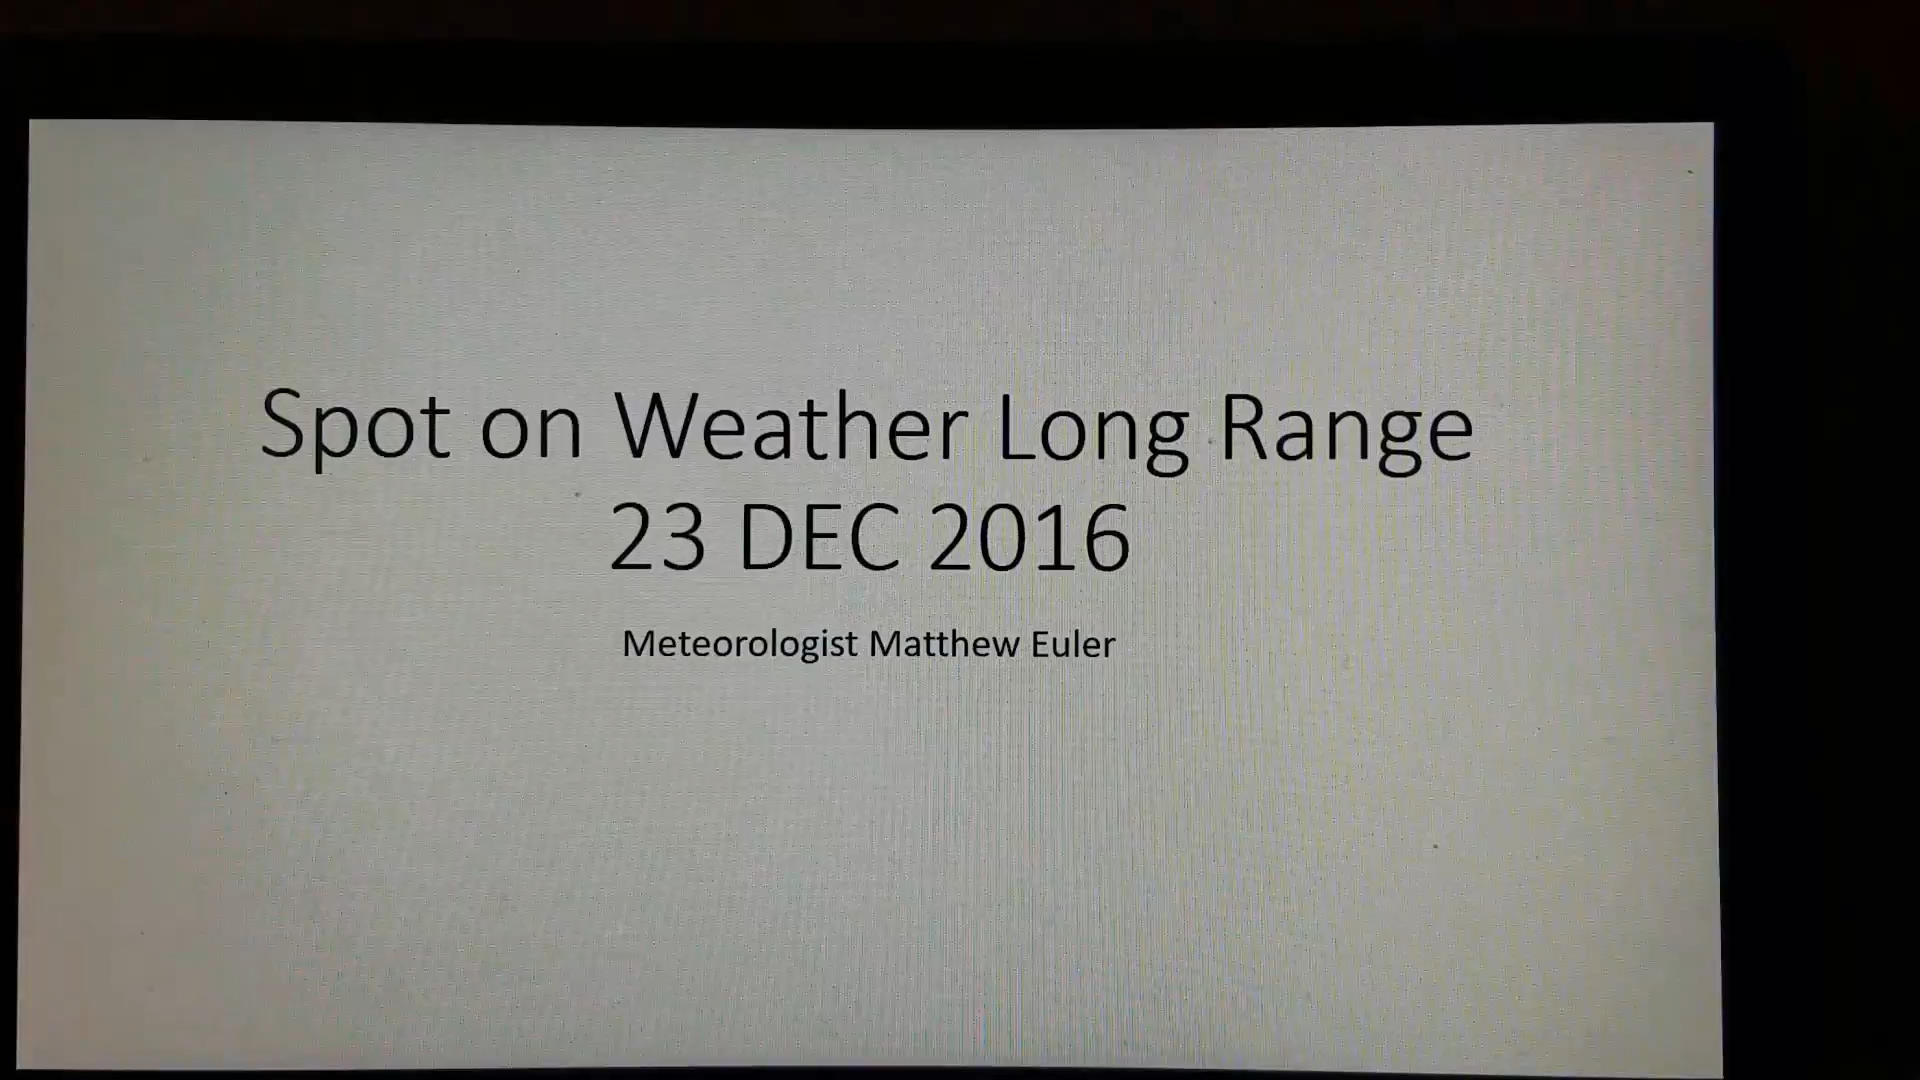 Spot on Weather Long Range
23 DEC 2016
Meteorologist Matthew Euler